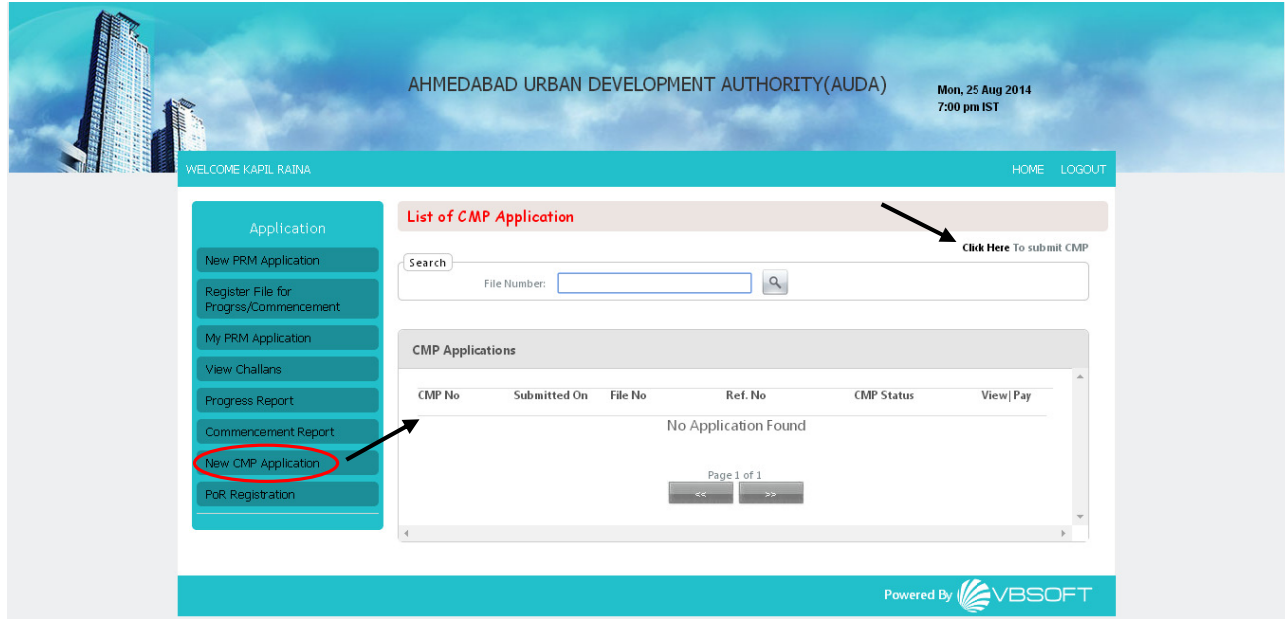 AHMEDABAD URBAN DEVELOPMENT AUTHORITY(AUDA)
Mon, 25 Aug 2014
7:00 pm IST
WELCOME KAPIL RAINA
HOME LOGOUT
Application
New PRM Application
Register File for
Progrss/Commencement
My PRM Application
View Challans
Progress Report
Commencement Report
New CMP Application
PoR Registration
List of CMP Application
Click Here To submit CMP
Search
File Number:
CMP Applications
CMP No Submitted On File No Ref. No CMP Status View| Pay
No Application Found
Page 1 of 1
<< >>
Powered By VBSOFT